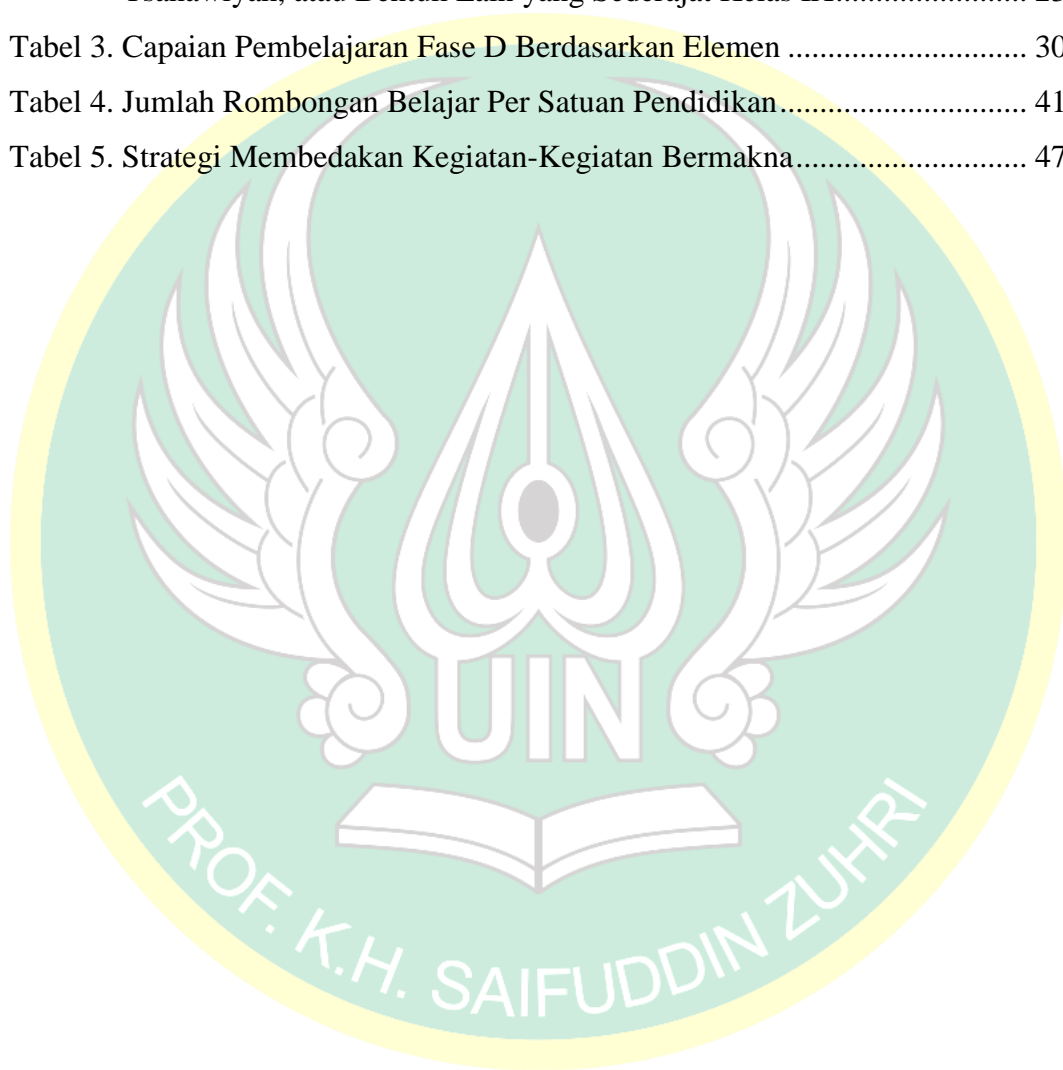 Tsanawiyah, atau Bentuk Lain yang Sederajat Kelas
Tabel 3. Capaian Pembelajaran Fase D Berdasarkan Elemen ............................ 30
Tabel 4. Jumlah Rombongan Belajar Per Satuan Pendidikan............................. 41
Tabel 5. Strategi Membedakan Kegiatan-Kegiatan Bermakna........................... 47
UIN
PROF. K.H. SAIFUDDIN ZUHRI